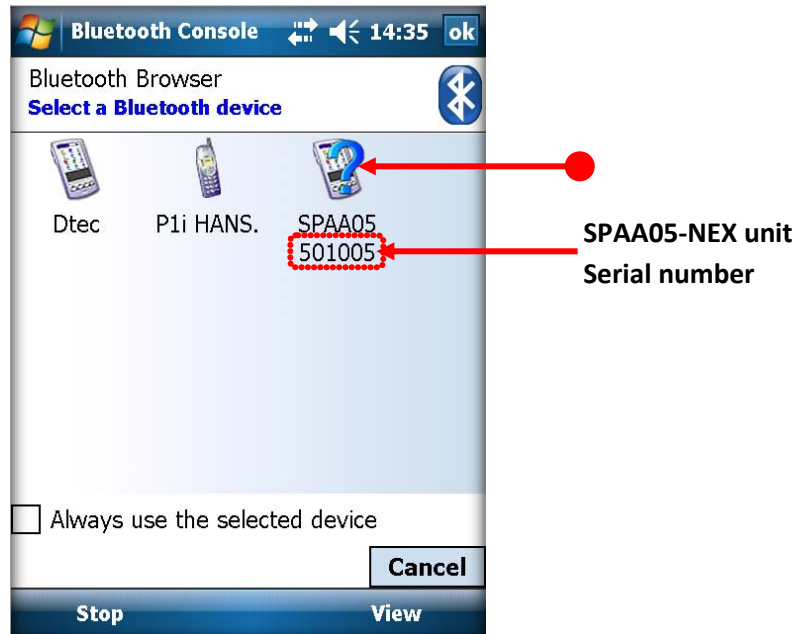 Bluetooth Console 14:35 ok
Bluetooth Browser
Select a Bluetooth device
Dtec P1i HANS. SPAA05
501005
SPAA05-NEX unit
Serial number
Always use the selected device
Cancel
Stop View